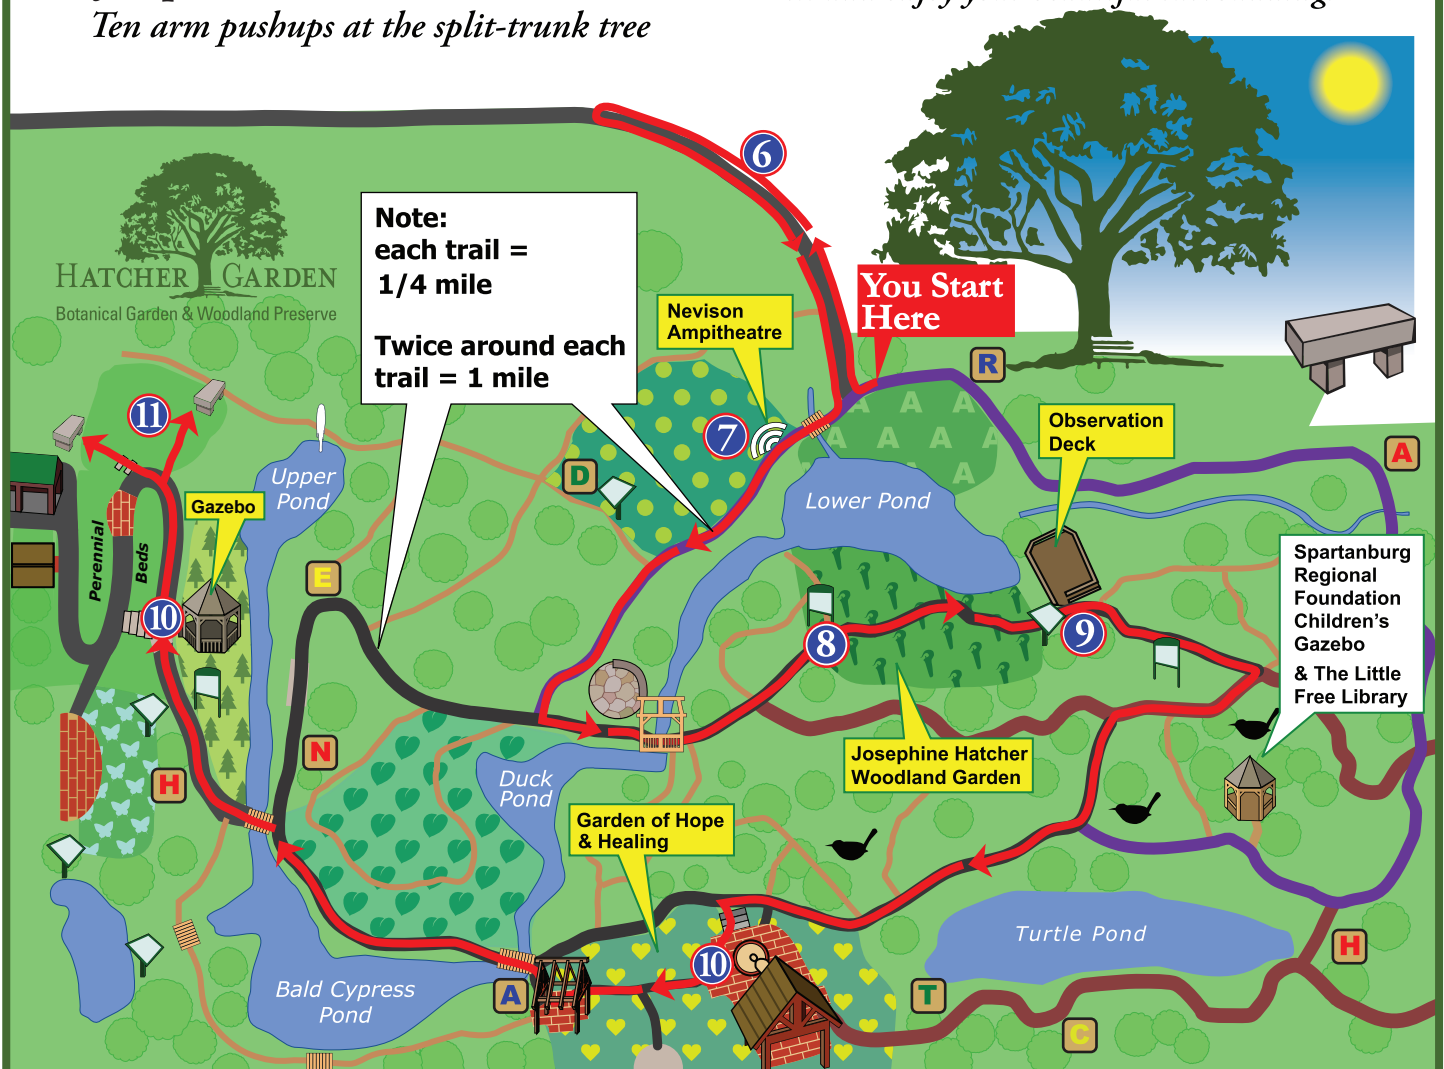 Ten arm pushups at the split-trunk tree
6
HATCHER GARDEN
Botanical Garden & Woodland Preserve
Note:
each trail =
1/4 mile
Twice around each
trail = 1 mile
Nevison
Ampitheatre
You Start
Here
R
Observation
Deck
A
11
7
D
Upper
Pond
Lower Pond
Gazebo
Perennial
Beds
E
10
8
9
Spartanburg
Regional
Foundation
Children's
Gazebo
& The Little
Free Library
N
H
Duck
Pond
Josephine Hatcher
Woodland Garden
Garden of Hope
& Healing
Turtle Pond
H
10
A
T
C
Bald Cypress
Pond